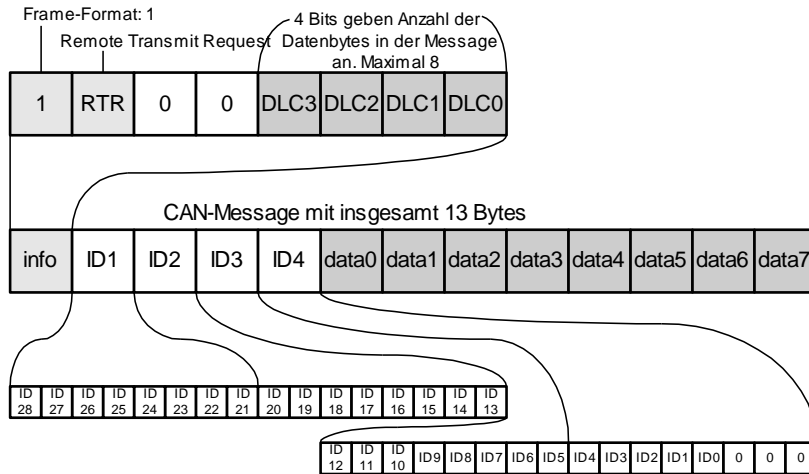 Frame-Format: 1
Remote Transmit Request
4 Bits geben Anzahl der
Datenbytes in der Message
an. Maximal 8
1 RTR 0 0 DLC3 DLC2 DLC1 DLC0
CAN-Message mit insgesamt 13 Bytes
info ID1 ID2 ID3 ID4 data0 data1 data2 data3 data4 data5 data6 data7
ID ID ID ID ID ID ID ID ID ID ID ID ID ID ID ID
28 27 26 25 24 23 22 21 20 19 18 17 16 15 14 13
ID ID ID ID9 ID8 ID7 ID6 ID5 ID4 ID3 ID2 ID1 ID0 0 0 0
12 11 10